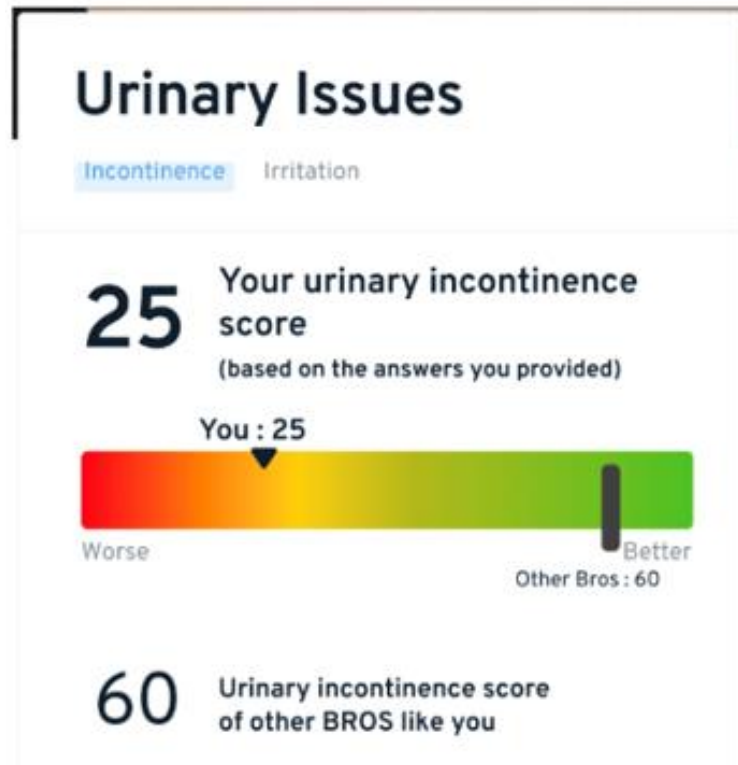 Urinary Issues
Incontinence Irritation
25 Your urinary incontinence
score
(based on the answers you provided)
You : 25
Worse Better
Other Bros : 60
60 Urinary incontinence score
of other BROS like you